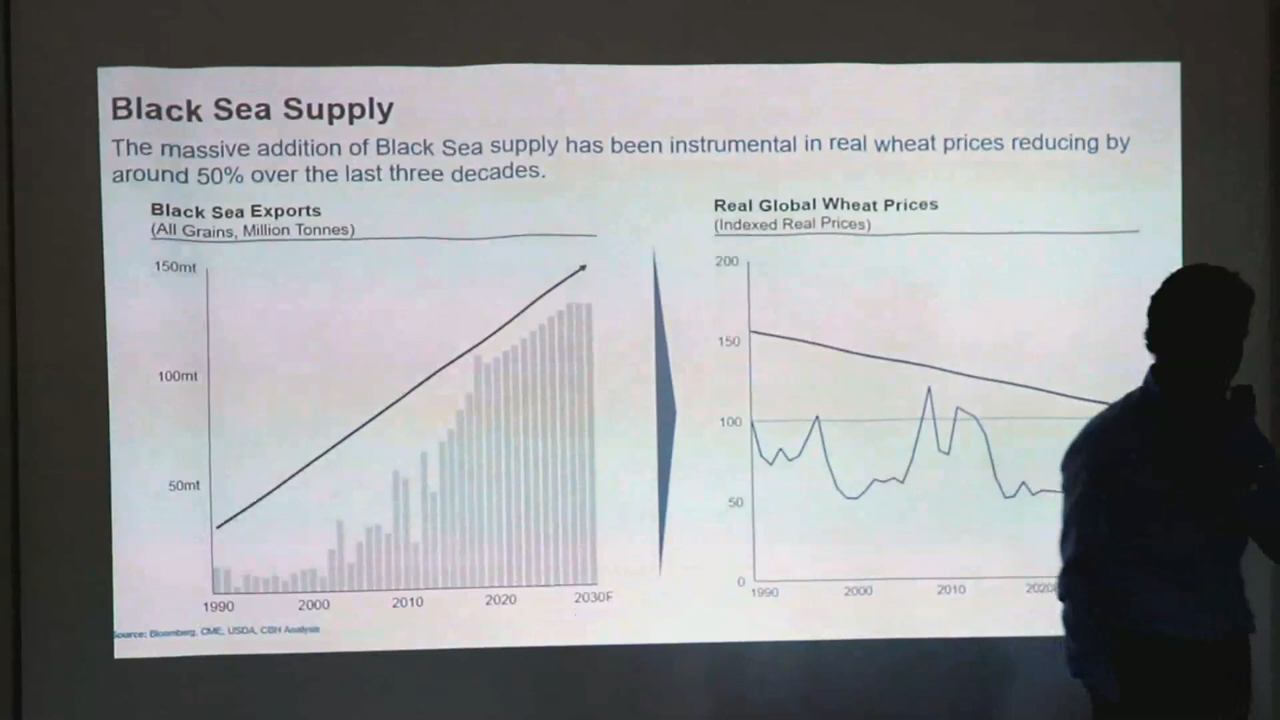 Black Sea Supply
The massive addition of Black Sea supply has been instrumental in real wheat prices reducing by
around 50% over the last three decades.
Black Sea Exports
(All Grains, Million Tonnes)
150mt
100mt
50mt
1990 2000 2010 2020 2030F
Real Global Wheat Prices
(Indexed Real Prices)
200
150
100
50
0
1990 2000 2010
Source: Bloomberg, CME, USDA, CBH Analysis